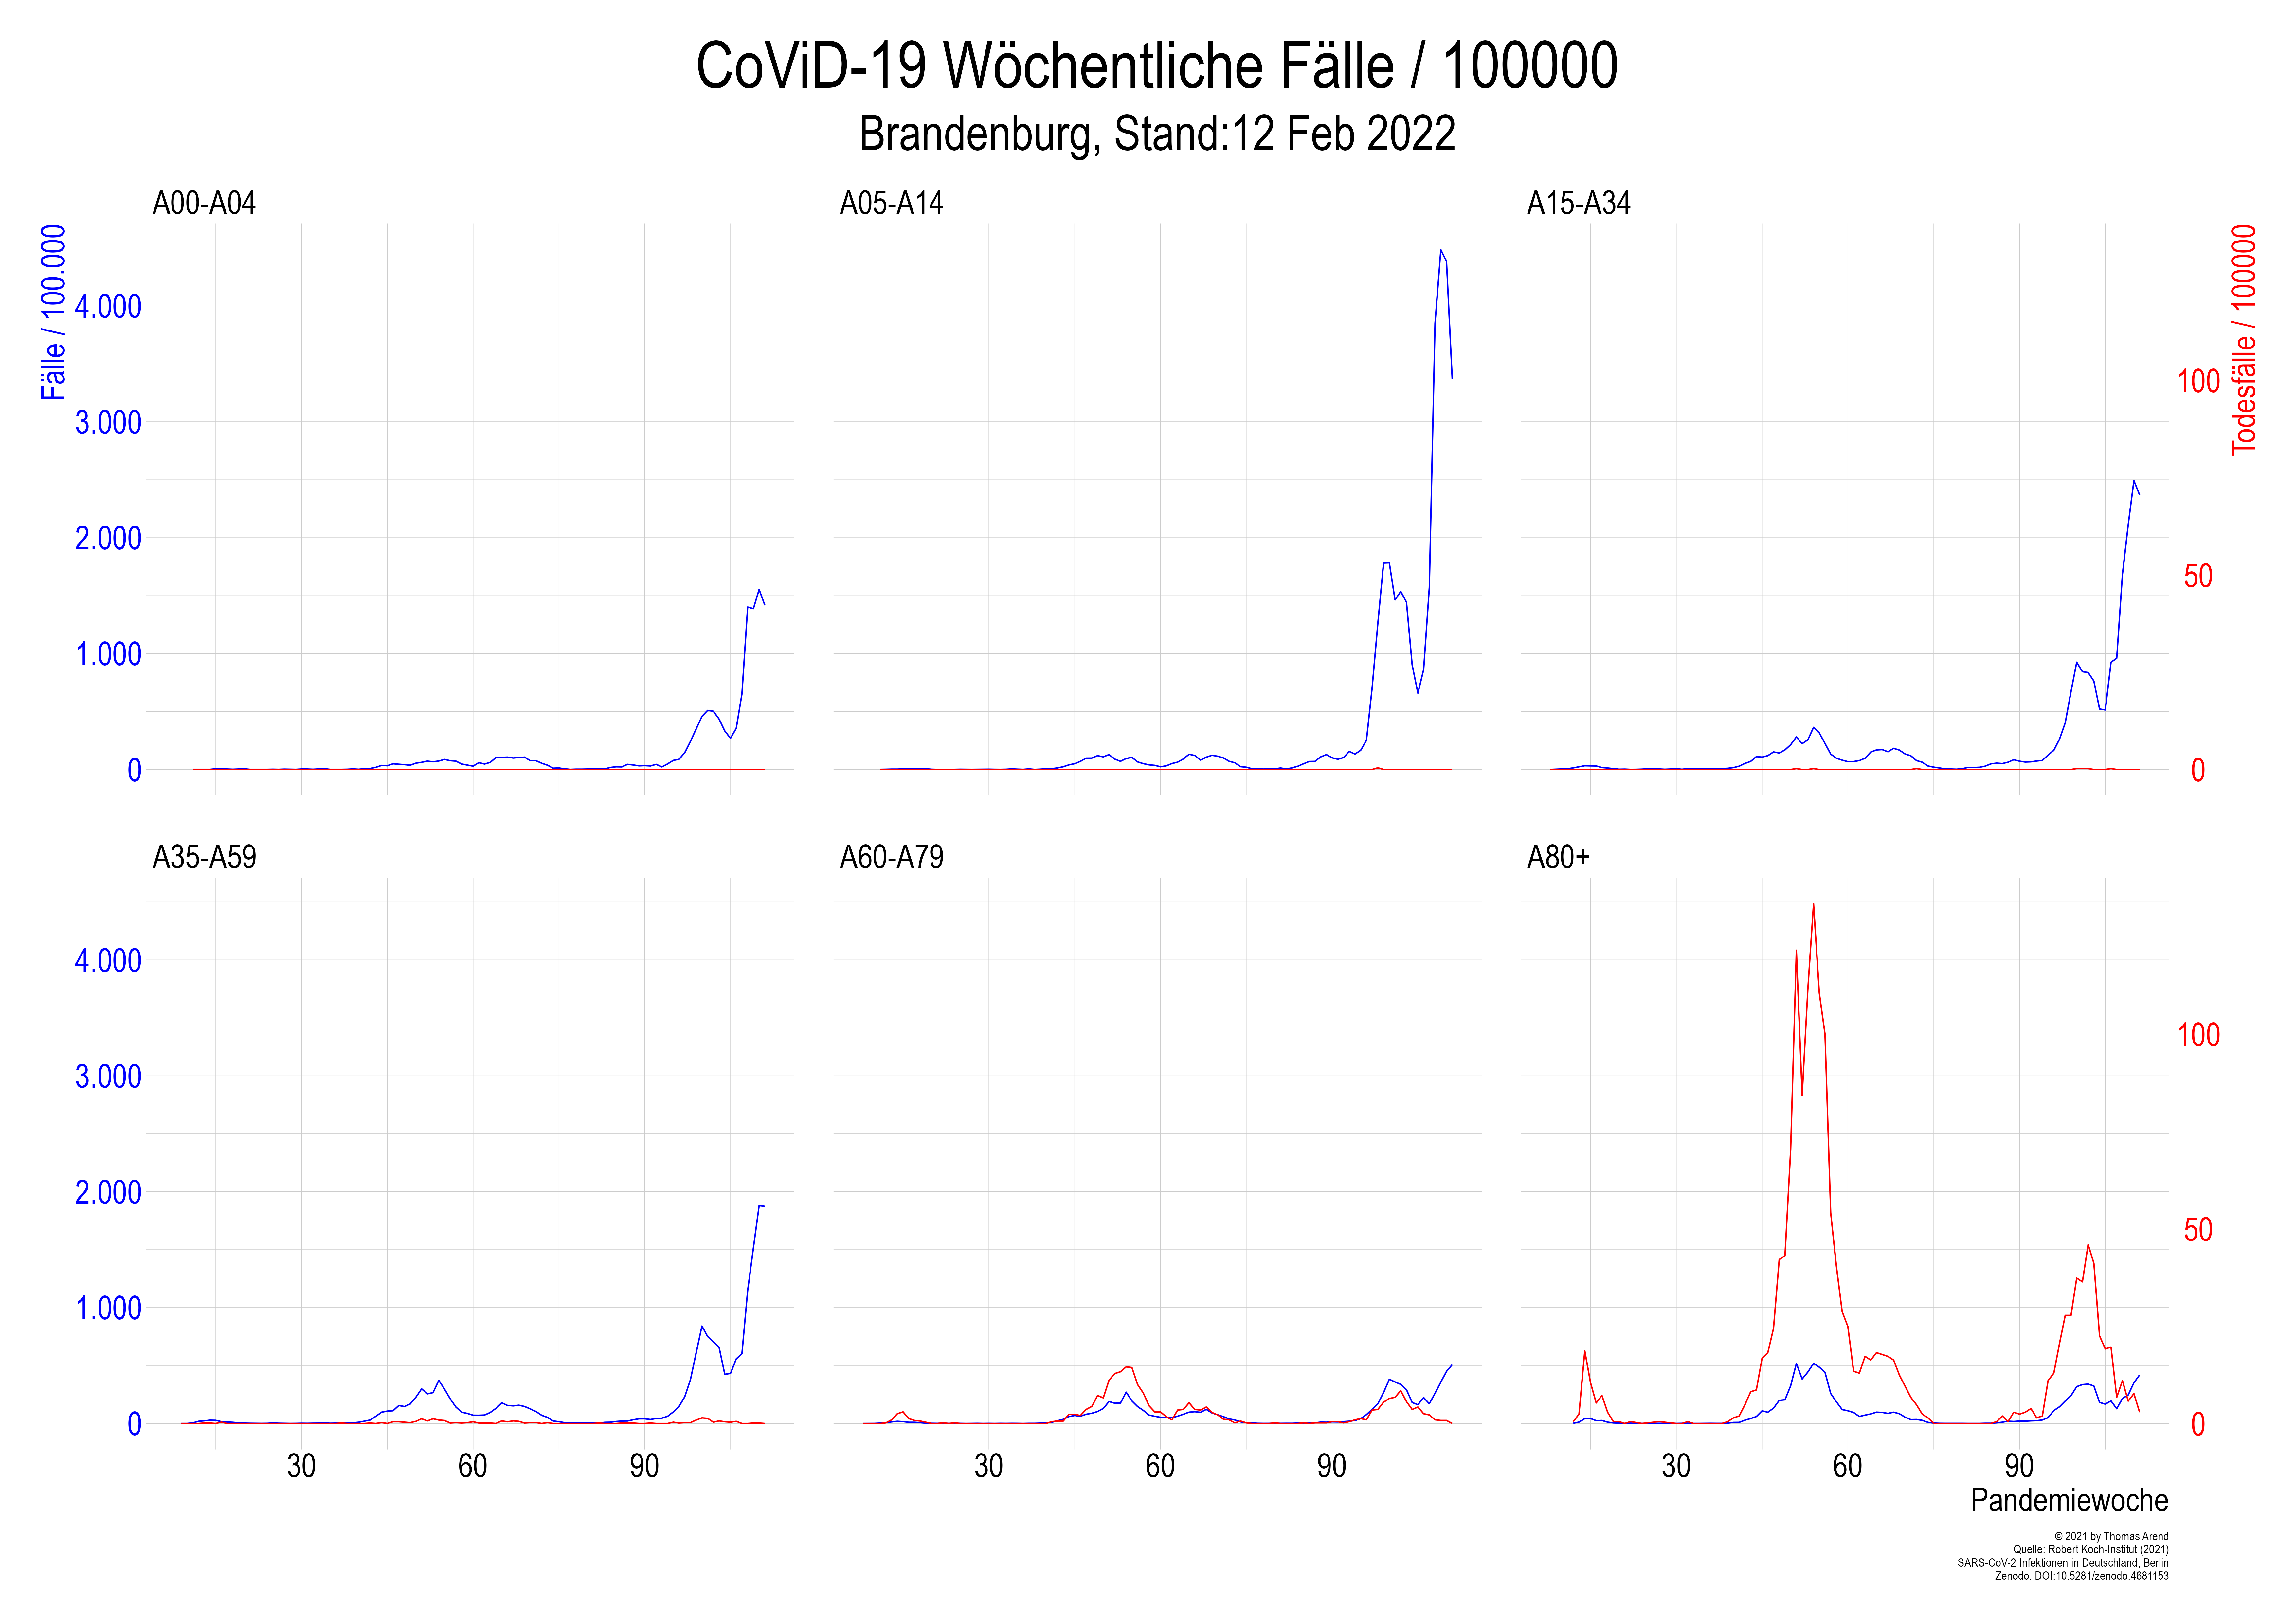 CoViD-19 Wöchentliche Fälle / 100000
Brandenburg, Stand:12 Feb 2022
A00-A04
A05-A14
A15-A34
Fälle / 100.000
4.000
3.000
2.000
1.000
0
Todesfälle / 100000
100
50
0
A35-A59
A60-A79
A80+
4.000
3.000
2.000
1.000
0
100
50
0
30
60
90
30
60
90
30
60
90
Pandemiewoche
© 2021 by Thomas Arend
Quelle: Robert Koch-Institut (2021)
SARS-CoV-2 Infektionen in Deutschland, Berlin
Zenodo. DOI:10.5281/zenodo.4681153